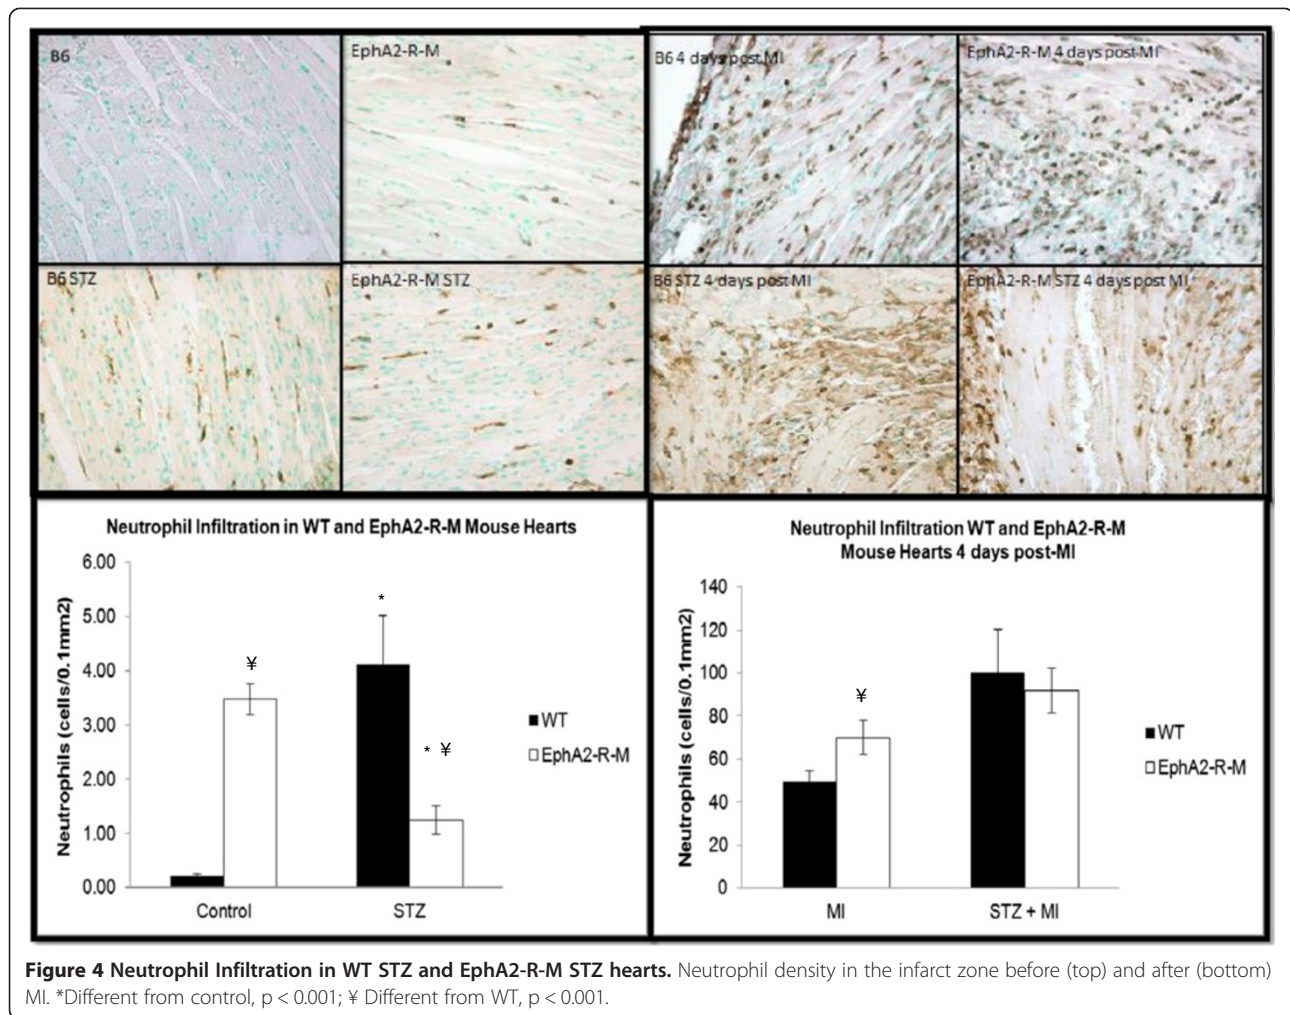 B6
EphA2-R-M
B6 4 days post MI
EphA2-R-M 4 days post MI
B6 STZ
EphA2-R-M STZ
B6 STZ 4 days post MI
EphA2-R-M STZ 4 days post MI
Neutrophil Infiltration in WT and EphA2-R-M Mouse Hearts
6.00
5.00
4.00
3.00
2.00
1.00
0.00
Neutrophils (cells/0.1mm2)
¥
*
* ¥
WT
EphA2-R-M
Control
STZ
Neutrophil Infiltration WT and EphA2-R-M
Mouse Hearts 4 days post-MI
140
120
100
80
60
40
20
0
Neutrophils (cells/0.1mm2)
¥
WT
EphA2-R-M
MI
STZ + MI
Figure 4 Neutrophil Infiltration in WT STZ and EphA2-R-M STZ hearts. Neutrophil density in the infarct zone before (top) and after (bottom)
MI. *Different from control, p < 0.001; ¥ Different from WT, p < 0.001.